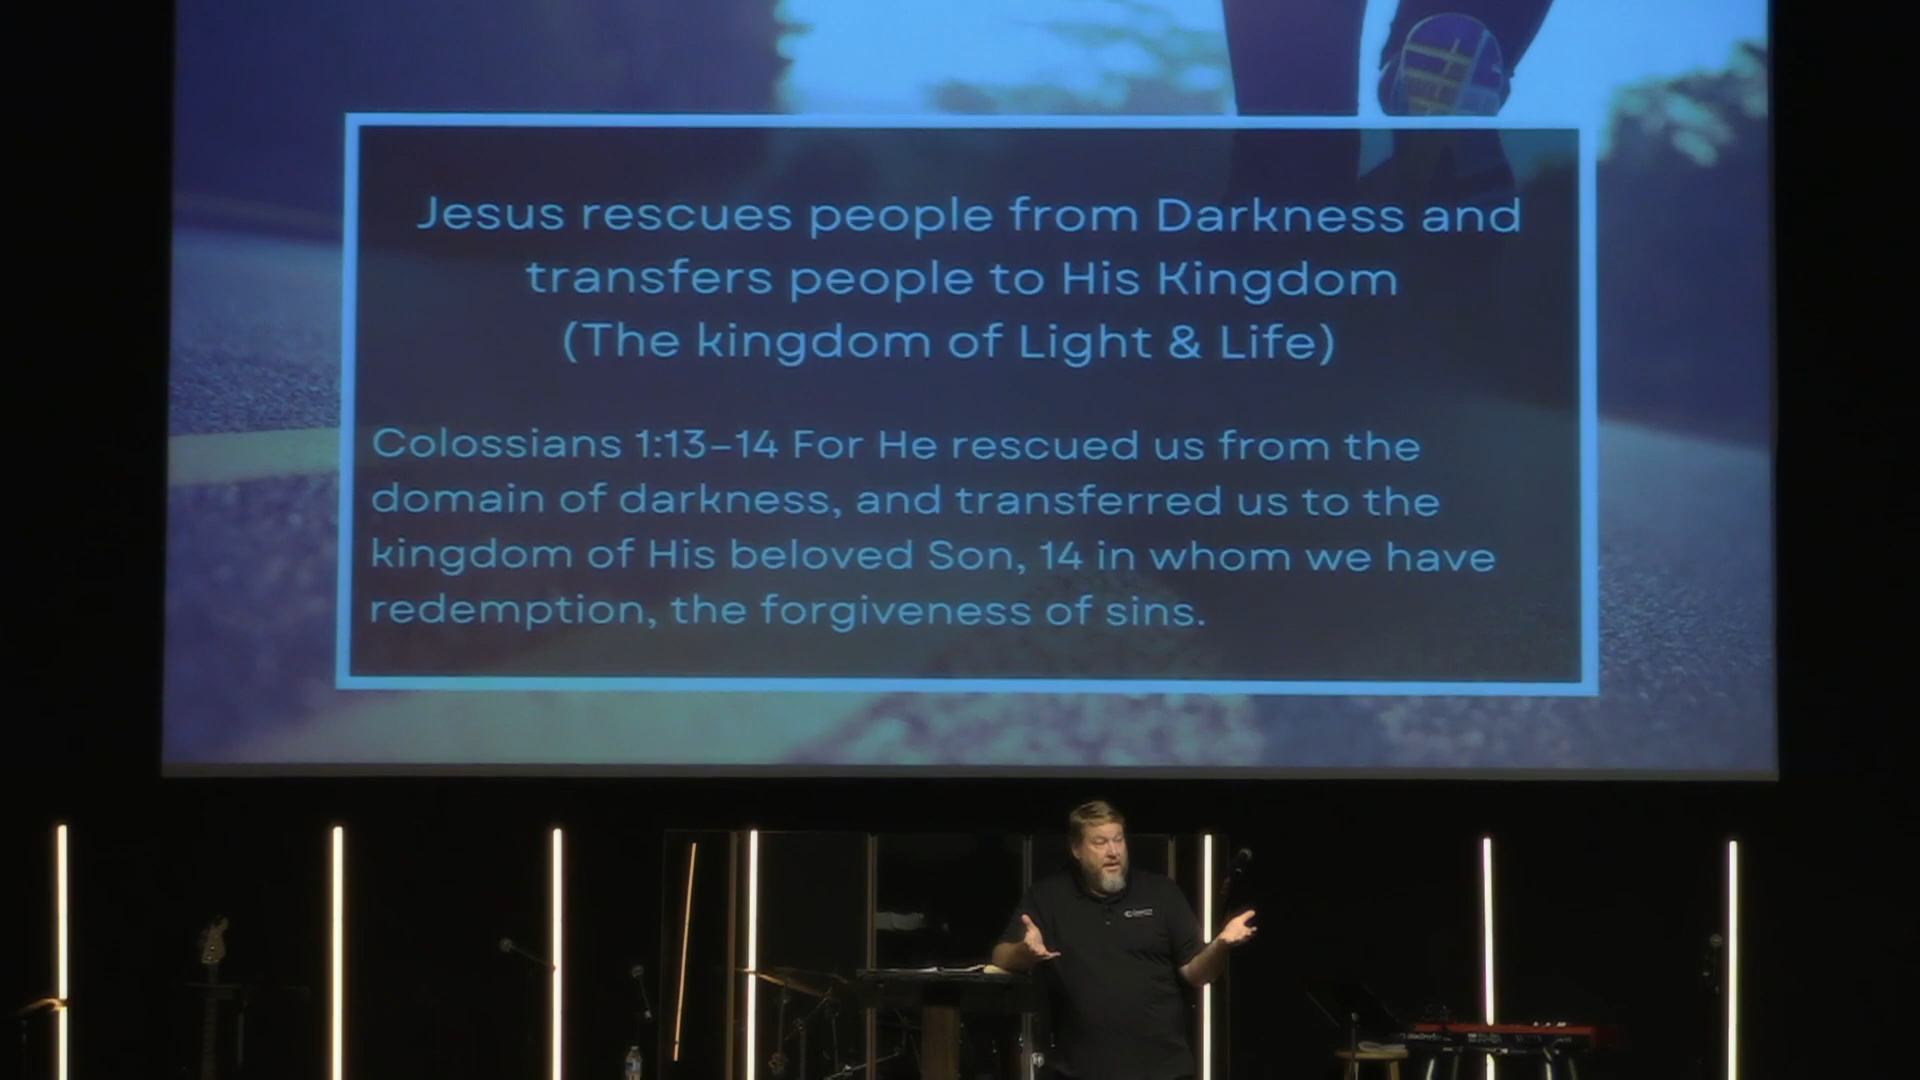 Jesus rescues people from Darkness and
transfers people to His Kingdom
(The kingdom of Light & Life)
Colossians 1:13–14 For He rescued us from the
domain of darkness, and transferred us to the
kingdom of His beloved Son, 14 in whom we have
redemption, the forgiveness of sins.